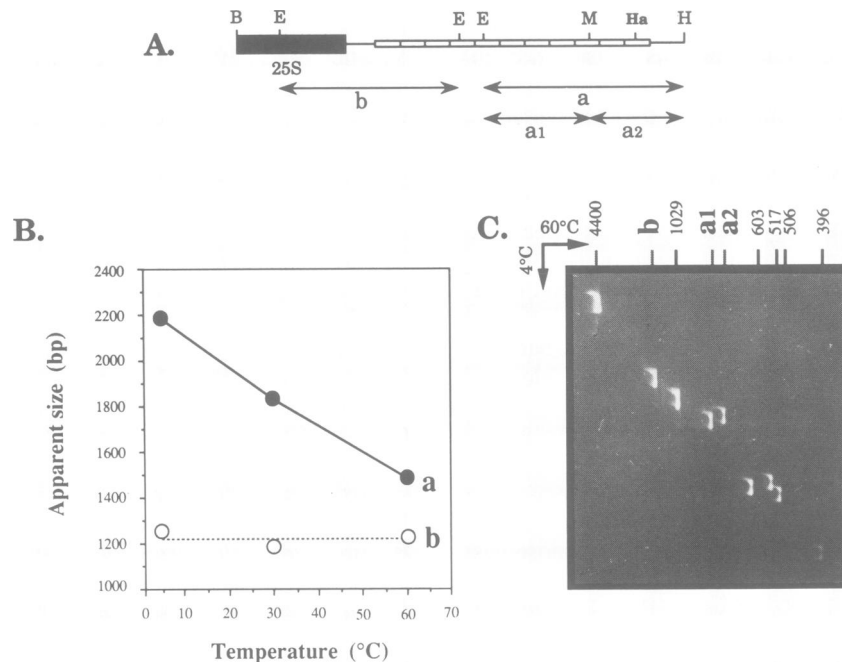 A.
B E E E M Ha H
25S
b a
a1 a2
B.
Apparent size (bp)
2400
2200
2000
1800
1600
1400
1200
1000
a
b
0 10 20 30 40 50 60 70
Temperature (°C)
C.
60°C
4°C
4400 b 1029 a1 a2 603 517 506 396